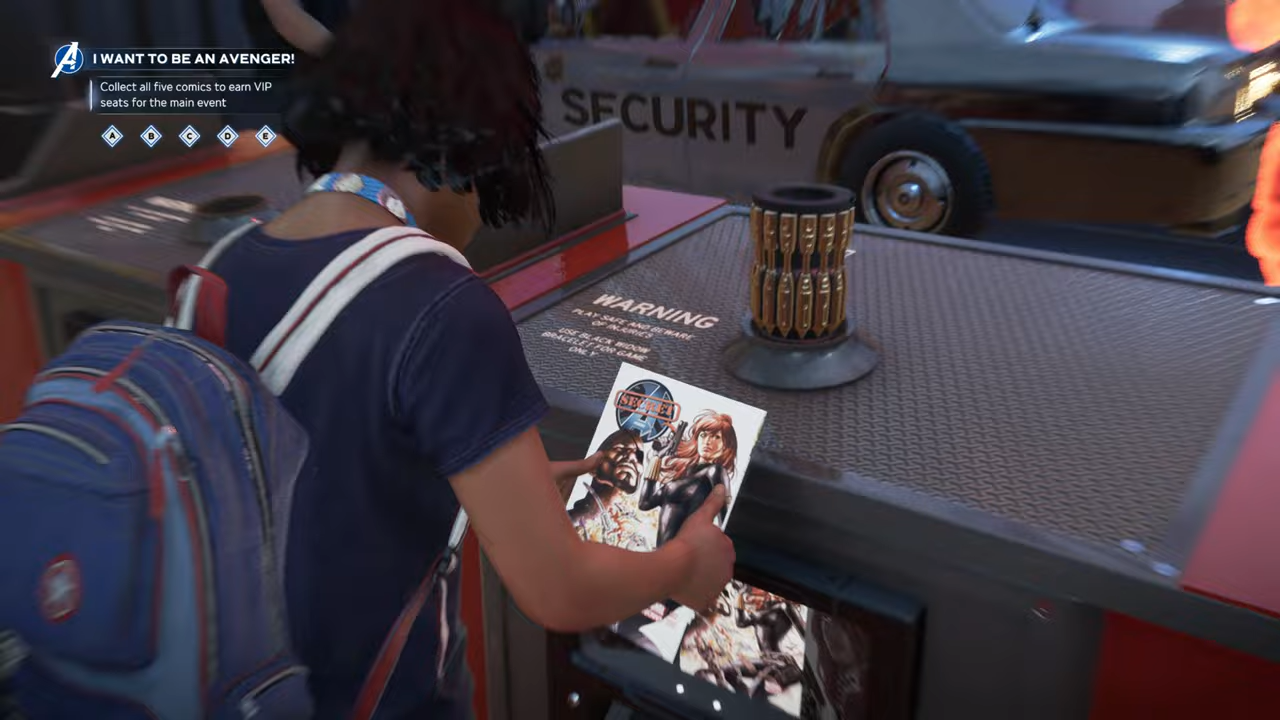 I WANT TO BE AN AVENGER!
Collect all five comics to earn VIP
seats for the main event
A B C D E
SECURITY
WARNING
PLAY SAFE AND BEWARE
OF INJURIES
USE BLACK WIDOW
BRACELET FOR GAME
ONLY
SECRET